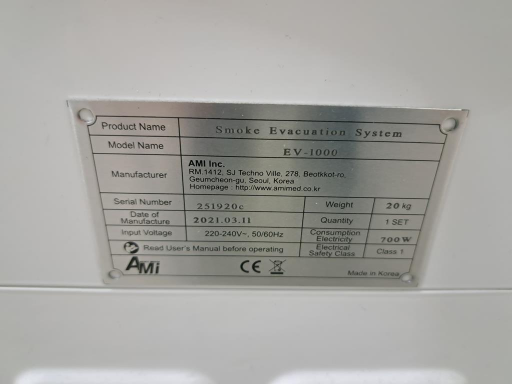 Product Name Smoke Evacuation System
Model Name EV-1000
Manufacturer AMI Inc.
RM.1412, SJ Techno Ville, 278, Beotkkot-ro,
Geumcheon-gu, Seoul, Korea
Homepage : http://www.ammed.co.kr
Serial Number 251920c Weight 20 kg
Date of Manufacture 2021.03.11 Quantity 1 SET
Input Voltage 220-240V~, 50/60Hz Consumption Electricity 700W
Read User's Manual before operating Electrical Safety Class Class 1
AMI CE Made in Korea